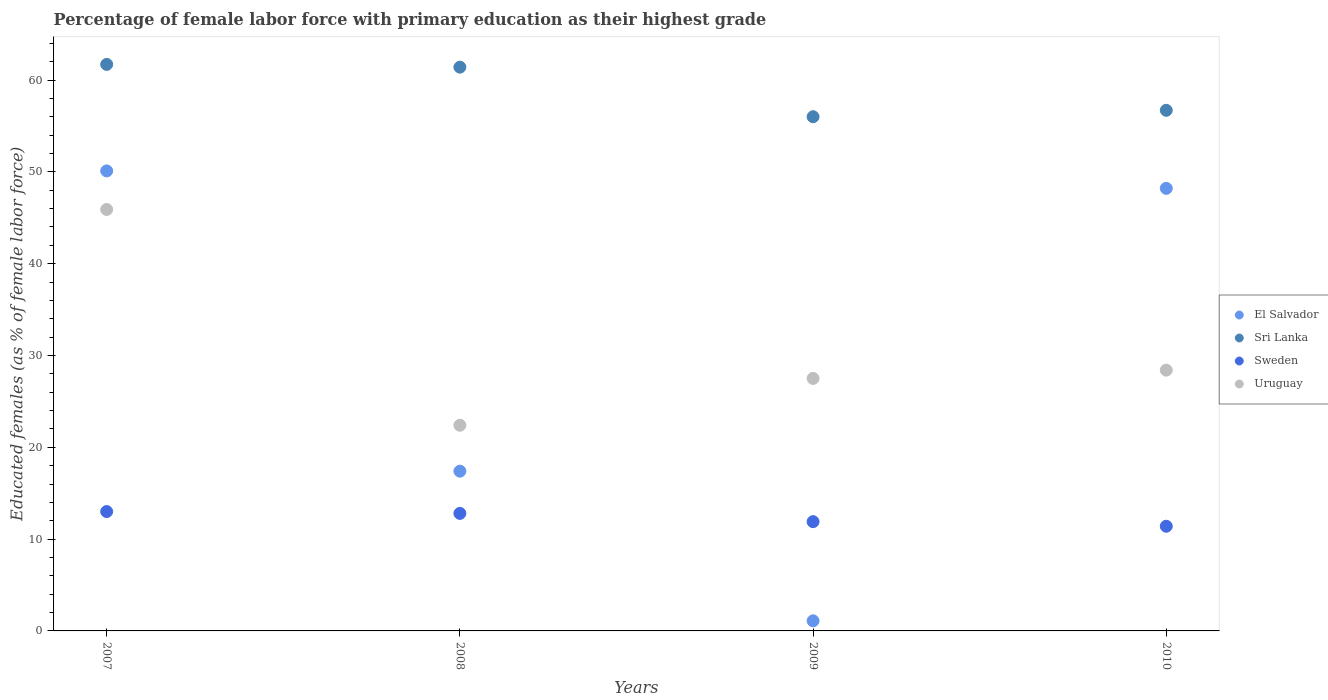 Percentage of female labor force with primary education as their highest grade
Educated females (as % of female labor force)
60
50
40
30
20
10
0
2007
2008
2009
2010
Years
El Salvador
Sri Lanka
Sweden
Uruguay